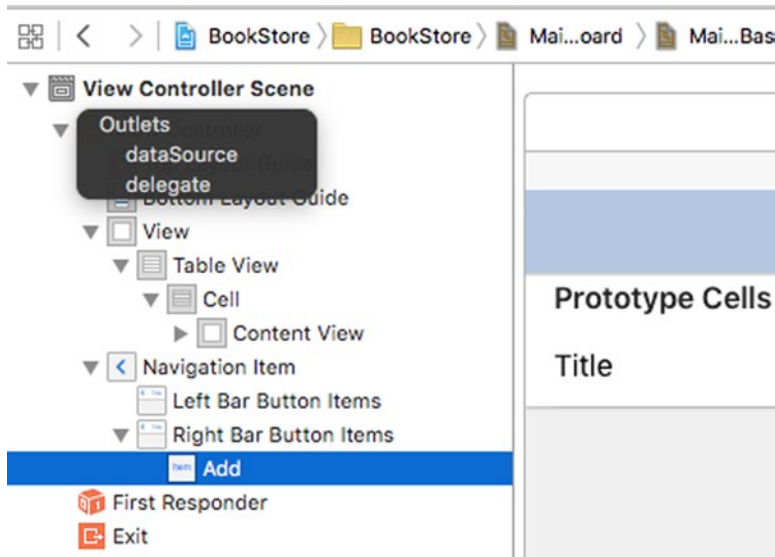 BookStore BookStore Mai...oard Mai...Bas
View Controller Scene
Outlets
Controller
dataSource
delegate
Bottom Layout Guide
View
Table View
Cell
Content View
Prototype Cells
Title
Navigation Item
Left Bar Button Items
Right Bar Button Items
Item Add
First Responder
Exit